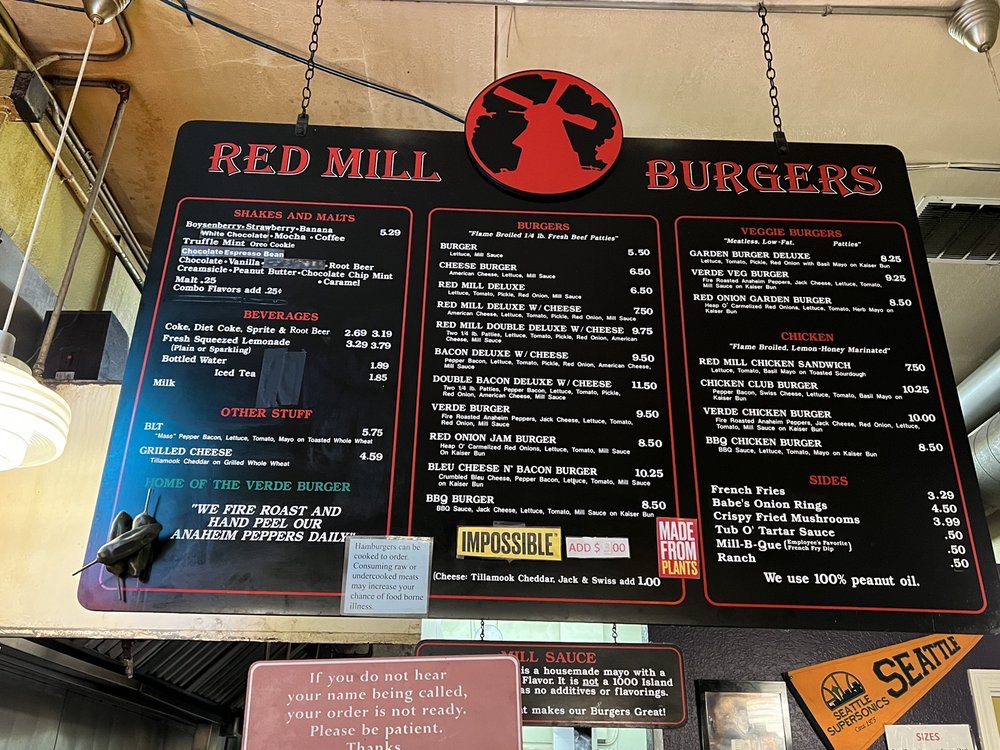 RED MILL BURGERS
SHAKES AND MALTS
Boysenberry•Strawberry•Banana
White Chocolate•Mocha•Coffee 5.29
Truffle Mint Oreo Cookie
Chocolate Espresso Bean
Chocolate•Vanilla• •Root Beer
Creamsicle•Peanut Butter•Chocolate Chip Mint
•Caramel
Malt .25
Combo Flavors add .25¢
BEVERAGES
Coke, Diet Coke, Sprite & Root Beer 2.69 3.19
Fresh Squeezed Lemonade 3.29 3.79
(Plain or Sparkling)
Bottled Water 1.89
Iced Tea 1.85
Milk
OTHER STUFF
BLT 5.75
"Mass" Pepper Bacon, Lettuce, Tomato, Mayo on Toasted Whole Wheat
GRILLED CHEESE 4.59
Tillamook Cheddar on Grilled Whole Wheat
HOME OF THE VERDE BURGER
"WE FIRE ROAST AND
HAND PEEL OUR
ANAHEIM PEPPERS DAILY"
BURGERS
"Flame Broiled 1/4 lb. Fresh Beef Patties"
BURGER 5.50
Lettuce, Mill Sauce
CHEESE BURGER 6.50
American Cheese, Lettuce, Mill Sauce
RED MILL DELUXE 6.50
Lettuce, Tomato, Pickle, Red Onion, Mill Sauce
RED MILL DELUXE W/ CHEESE 7.50
American Cheese, Lettuce, Tomato, Pickle, Red Onion, Mill Sauce
RED MILL DOUBLE DELUXE W/ CHEESE 9.75
Two 1/4 lb. Patties, Lettuce, Tomato, Pickle, Red Onion, American
Cheese, Mill Sauce
BACON DELUXE W/ CHEESE 9.50
Pepper Bacon, Lettuce, Tomato, Pickle, Red Onion, American Cheese,
Mill Sauce
DOUBLE BACON DELUXE W/ CHEESE 11.50
Two 1/4 lb. Patties, Pepper Bacon, Lettuce, Tomato, Pickle,
Red Onion, American Cheese, Mill Sauce
VERDE BURGER 9.50
Fire Roasted Anaheim Peppers, Jack Cheese, Lettuce, Tomato,
Red Onion, Mill Sauce
RED ONION JAM BURGER 8.50
Heap O' Carmelized Red Onions, Lettuce, Tomato, Mill Sauce
On Kaiser Bun
BLEU CHEESE N' BACON BURGER 10.25
Crumbled Bleu Cheese, Pepper Bacon, Lettuce, Tomato, Mill Sauce
on Kaiser Bun
BBQ BURGER 8.50
BBQ Sauce, Jack Cheese, Lettuce, Tomato, Mill Sauce on Kaiser Bun
IMPOSSIBLE ADD $ 3.00
MADE
FROM
PLANTS
(Cheese: Tillamook Cheddar, Jack & Swiss add 1.00
VEGGIE BURGERS
"Meatless, Low-Fat, Patties"
GARDEN BURGER DELUXE 8.25
Lettuce, Tomato, Pickle, Red Onion with Basil Mayo on Kaiser Bun
VERDE VEG BURGER 9.25
Fire Roasted Anaheim Peppers, Jack Cheese, Lettuce, Tomato,
Mill Sauce on Kaiser Bun
RED ONION GARDEN BURGER 8.50
Heap O' Carmelized Red Onions, Lettuce, Tomato, Herb Mayo on
Kaiser Bun
CHICKEN
"Flame Broiled, Lemon-Honey Marinated"
RED MILL CHICKEN SANDWICH 7.50
Lettuce, Tomato, Basil Mayo on Toasted Sourdough
CHICKEN CLUB BURGER 10.25
Pepper Bacon, Swiss Cheese, Lettuce, Tomato, Basil Mayo on
Kaiser Bun
VERDE CHICKEN BURGER 10.00
Fire Roasted Anaheim Peppers, Jack Cheese, Red Onion, Lettuce,
Tomato, Mill Sauce on Kaiser Bun
BBQ CHICKEN BURGER 8.50
BBQ Sauce, Lettuce, Tomato, Mayo on Kaiser Bun
SIDES
French Fries 3.29
Babe's Onion Rings 4.50
Crispy Fried Mushrooms 3.99
Tub O' Tartar Sauce .50
Mill-B-Que (Employee's Favorite French Fry Dip) .50
Ranch .50
We use 100% peanut oil.
Hamburgers can be
cooked to order.
Consuming raw or
undercooked meats
may increase your
chance of food borne
illness.
MILL SAUCE
is a housemade mayo with a
Flavor. It is not a 1000 Island
as no additives or flavorings.
t makes our Burgers Great!
If you do not hear
your name being called,
your order is not ready.
Please be patient.
Thanks
SEATTLE
SEATTLE
SUPERSONICS
SIZES